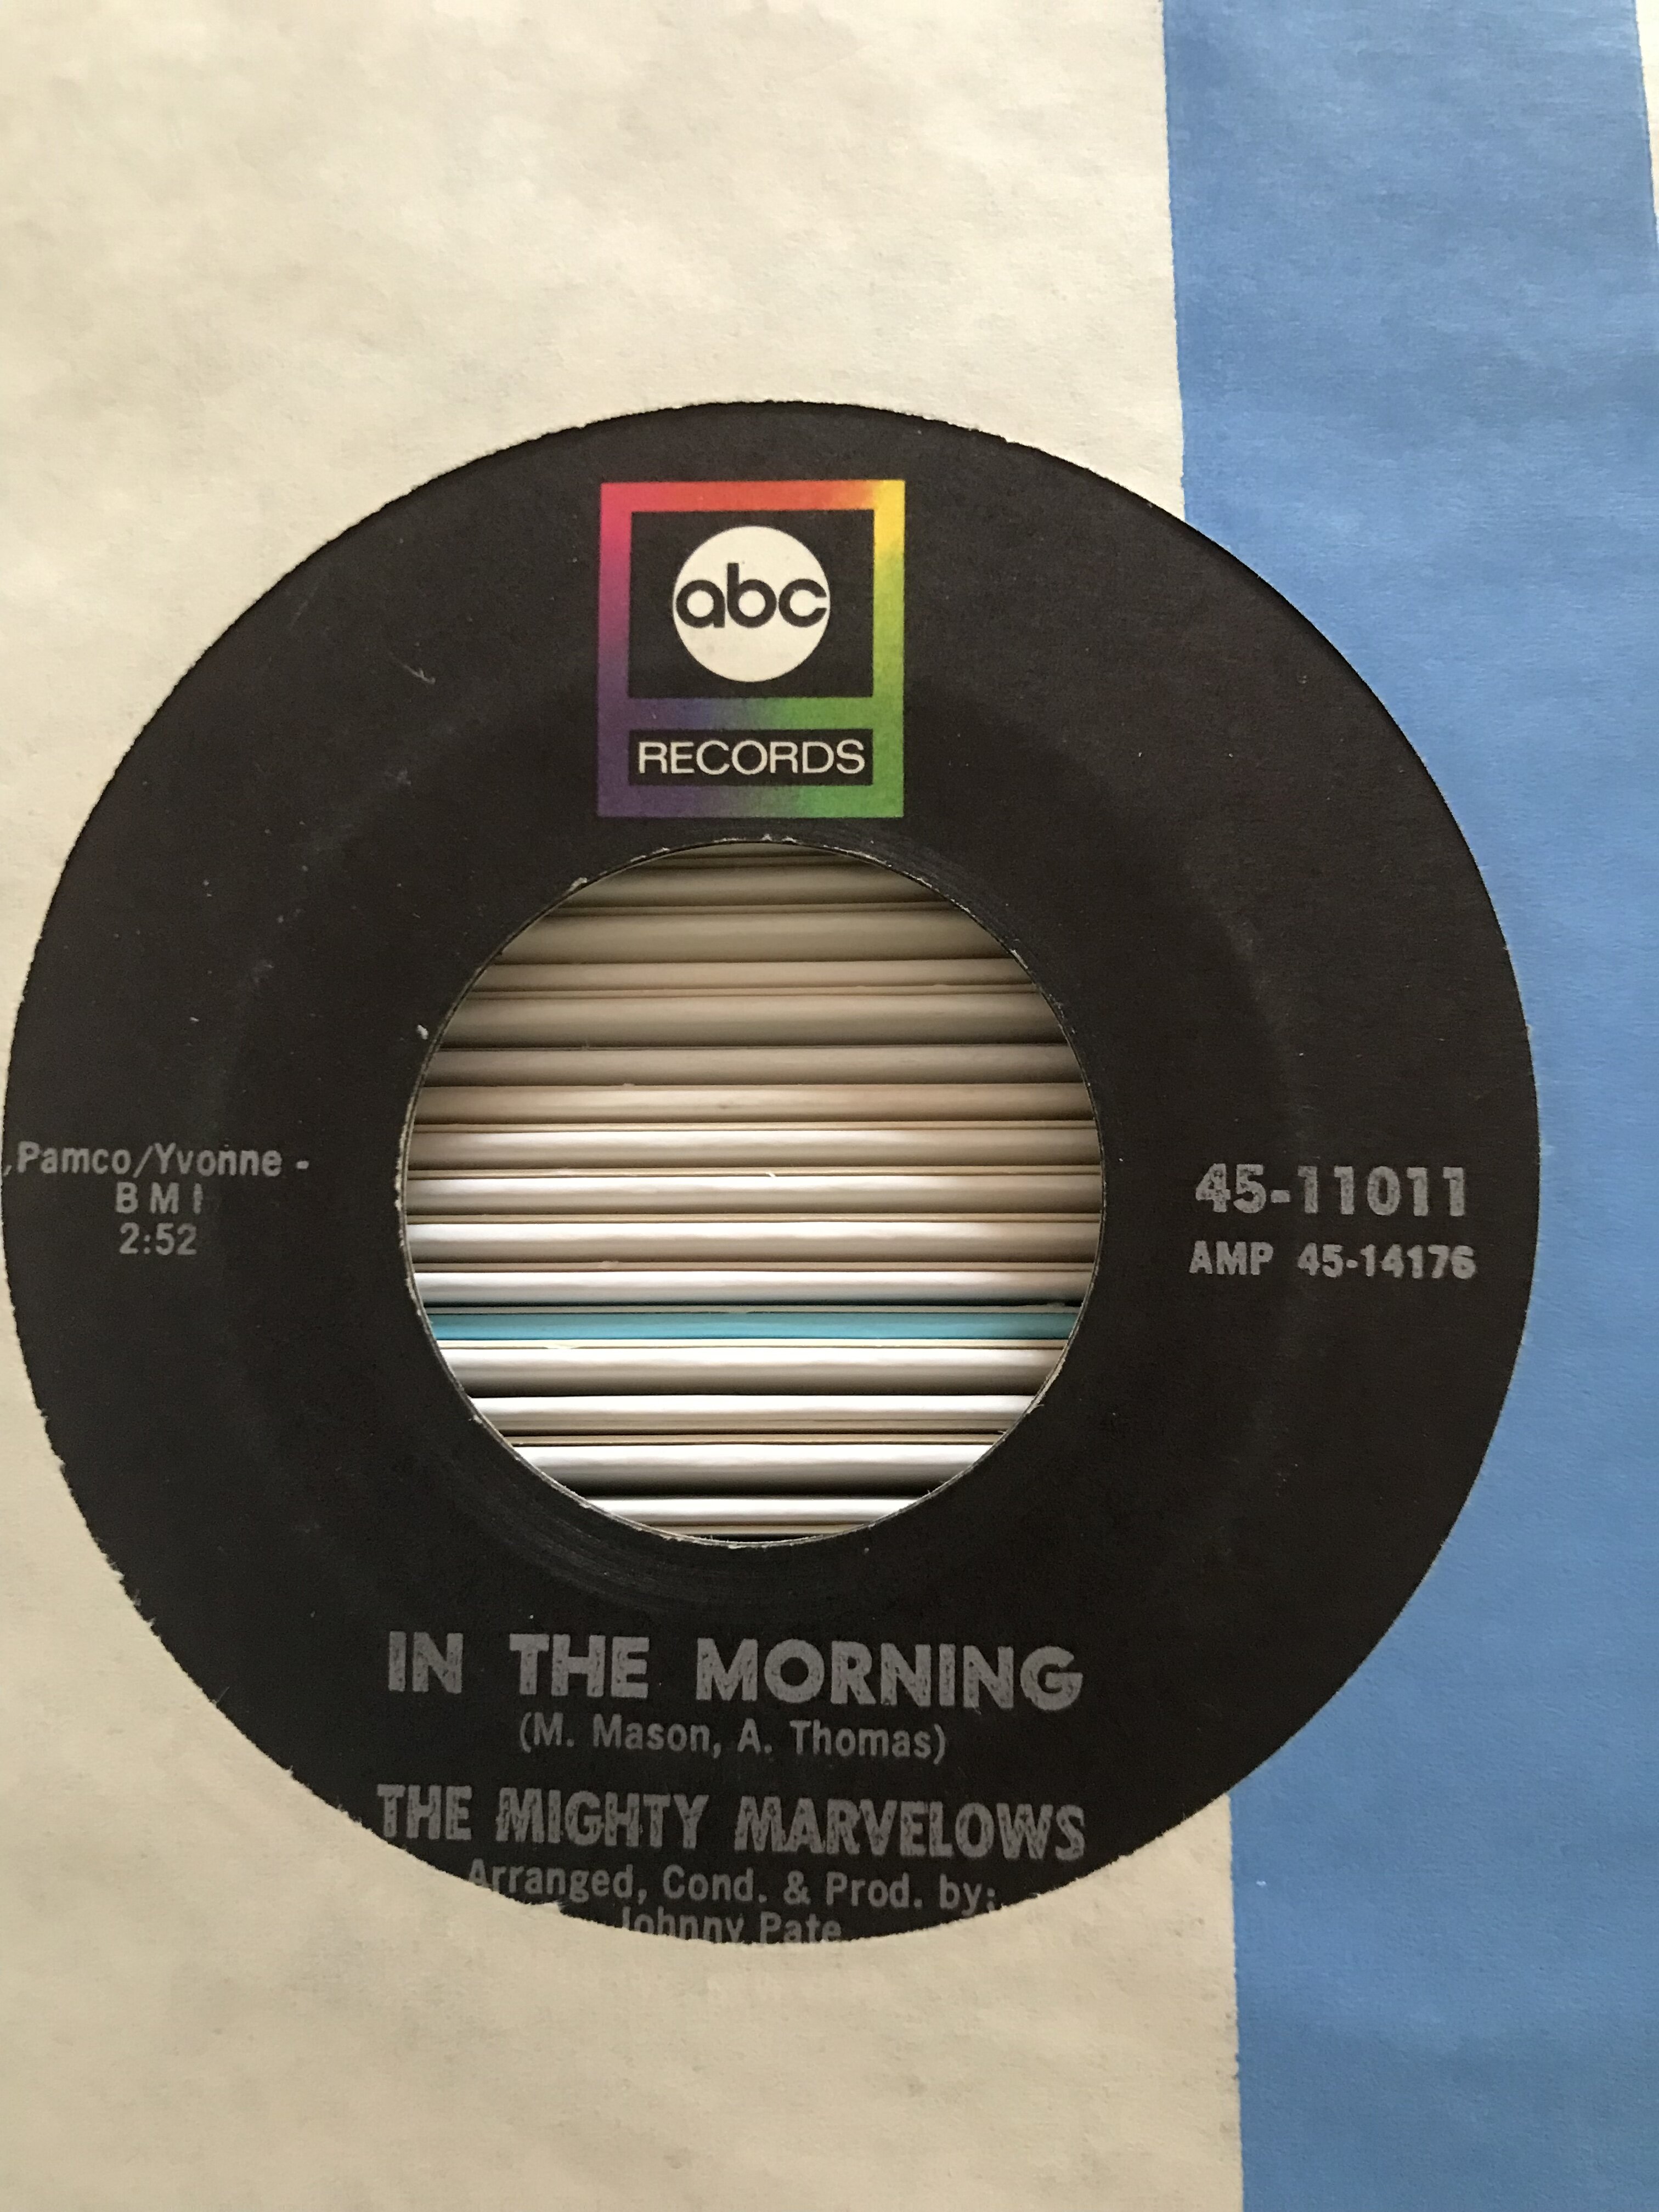 abc
RECORDS
Pamco/Yvonne -
BMI
2:52
45-11011
AMP 45-14176
IN THE MORNING
(M. Mason, A. Thomas)
THE MIGHTY MARVELOWS
Arranged, Cond. & Prod. by:
Johnny Pate